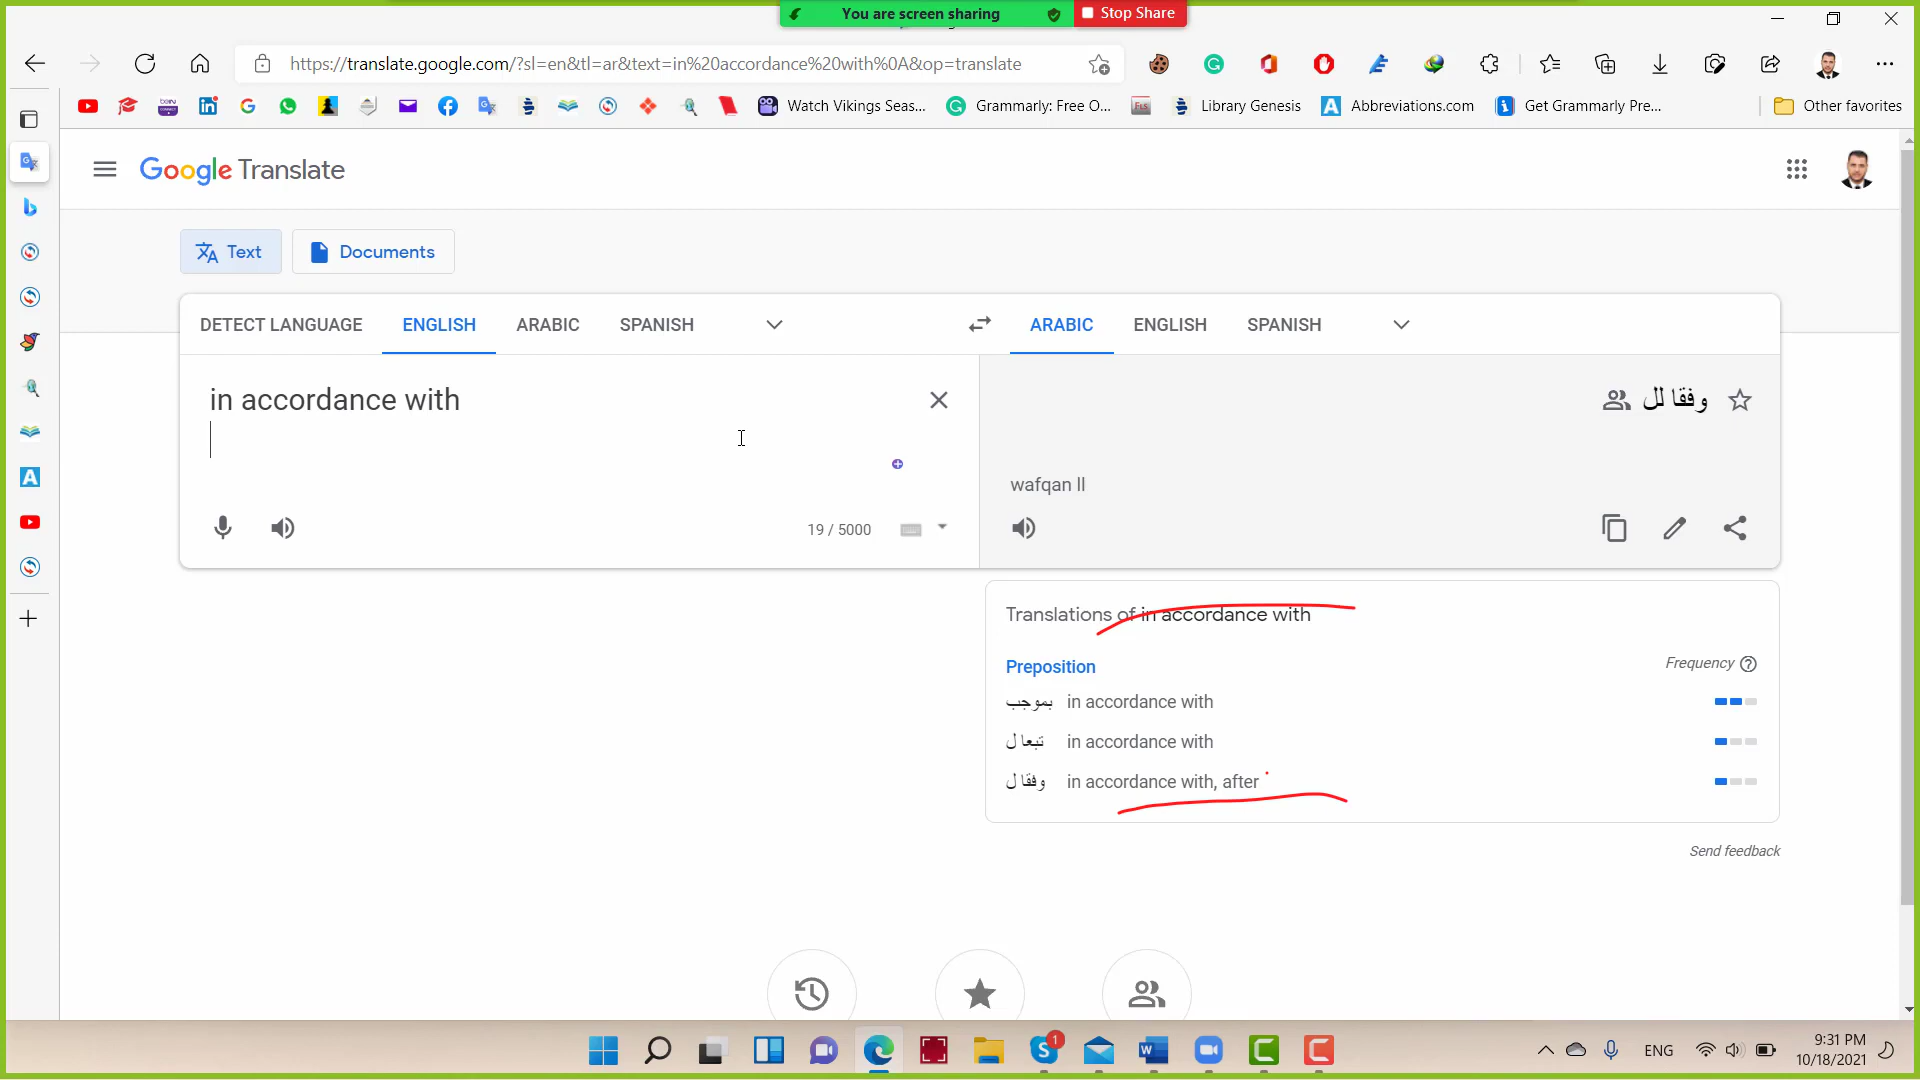 You are screen sharing
Stop Share
https://translate.google.com/?sl=en&tl=ar&text=in%20accordance%20with%0A&op=translate
Watch Vikings Seas...
Grammarly: Free O...
Library Genesis
Abbreviations.com
Get Grammarly Pre...
Other favorites
Google Translate
Text
Documents
DETECT LANGUAGE
ENGLISH
ARABIC
SPANISH
ARABIC
ENGLISH
SPANISH
in accordance with
وفقا لل
wafqan ll
19 / 5000
Translations of in accordance with
Preposition
Frequency
بموجب in accordance with
تبعا ل in accordance with
وفقا ل in accordance with, after
Send feedback
1
ENG
9:31 PM
10/18/2021